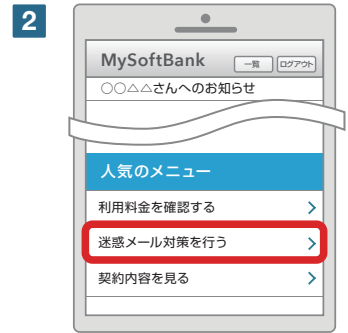 2
MySoftBank 一覧 ログアウト
○○△△さんへのお知らせ
人気のメニュー
利用料金を確認する
迷惑メール対策を行う
契約内容を見る